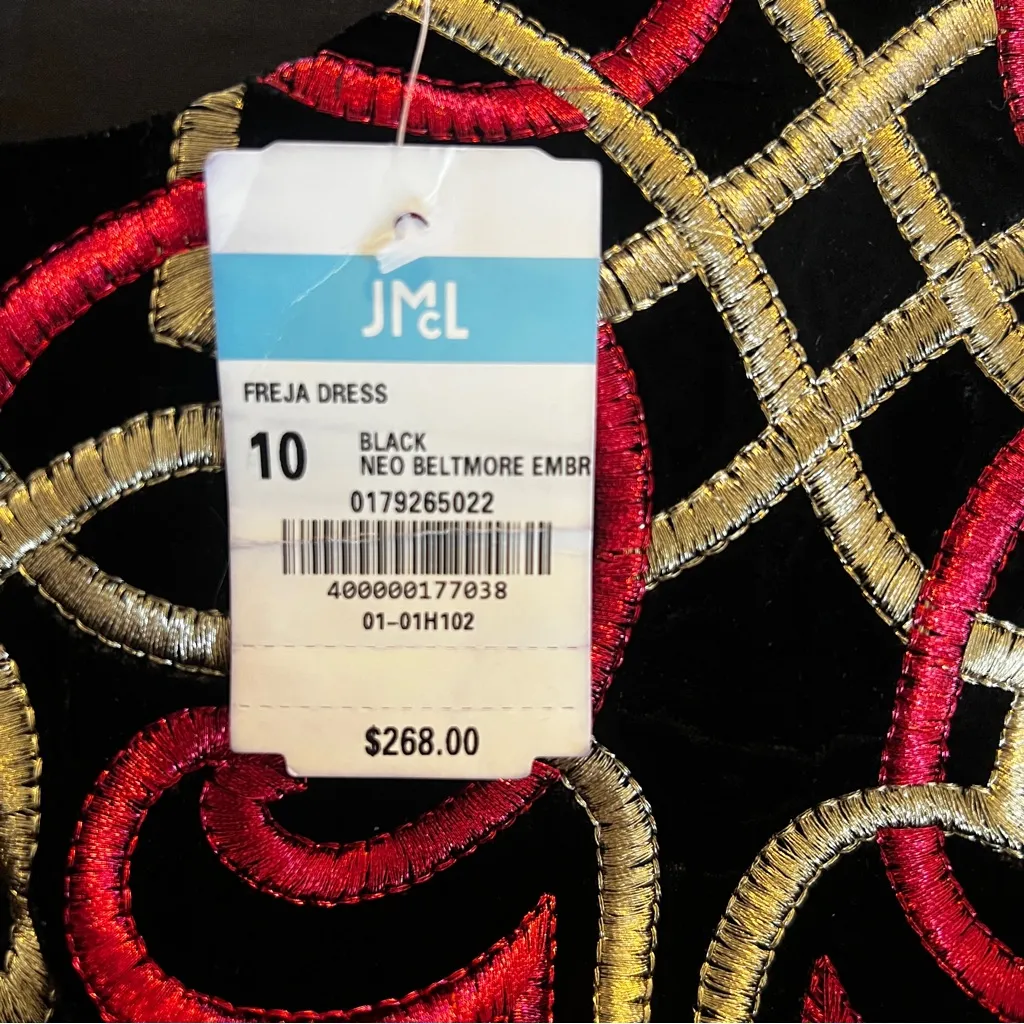 JMcL
FREJA DRESS
10 BLACK
NEO BELTMORE EMBR
0179265022
400000177038
01-01H102
$268.00